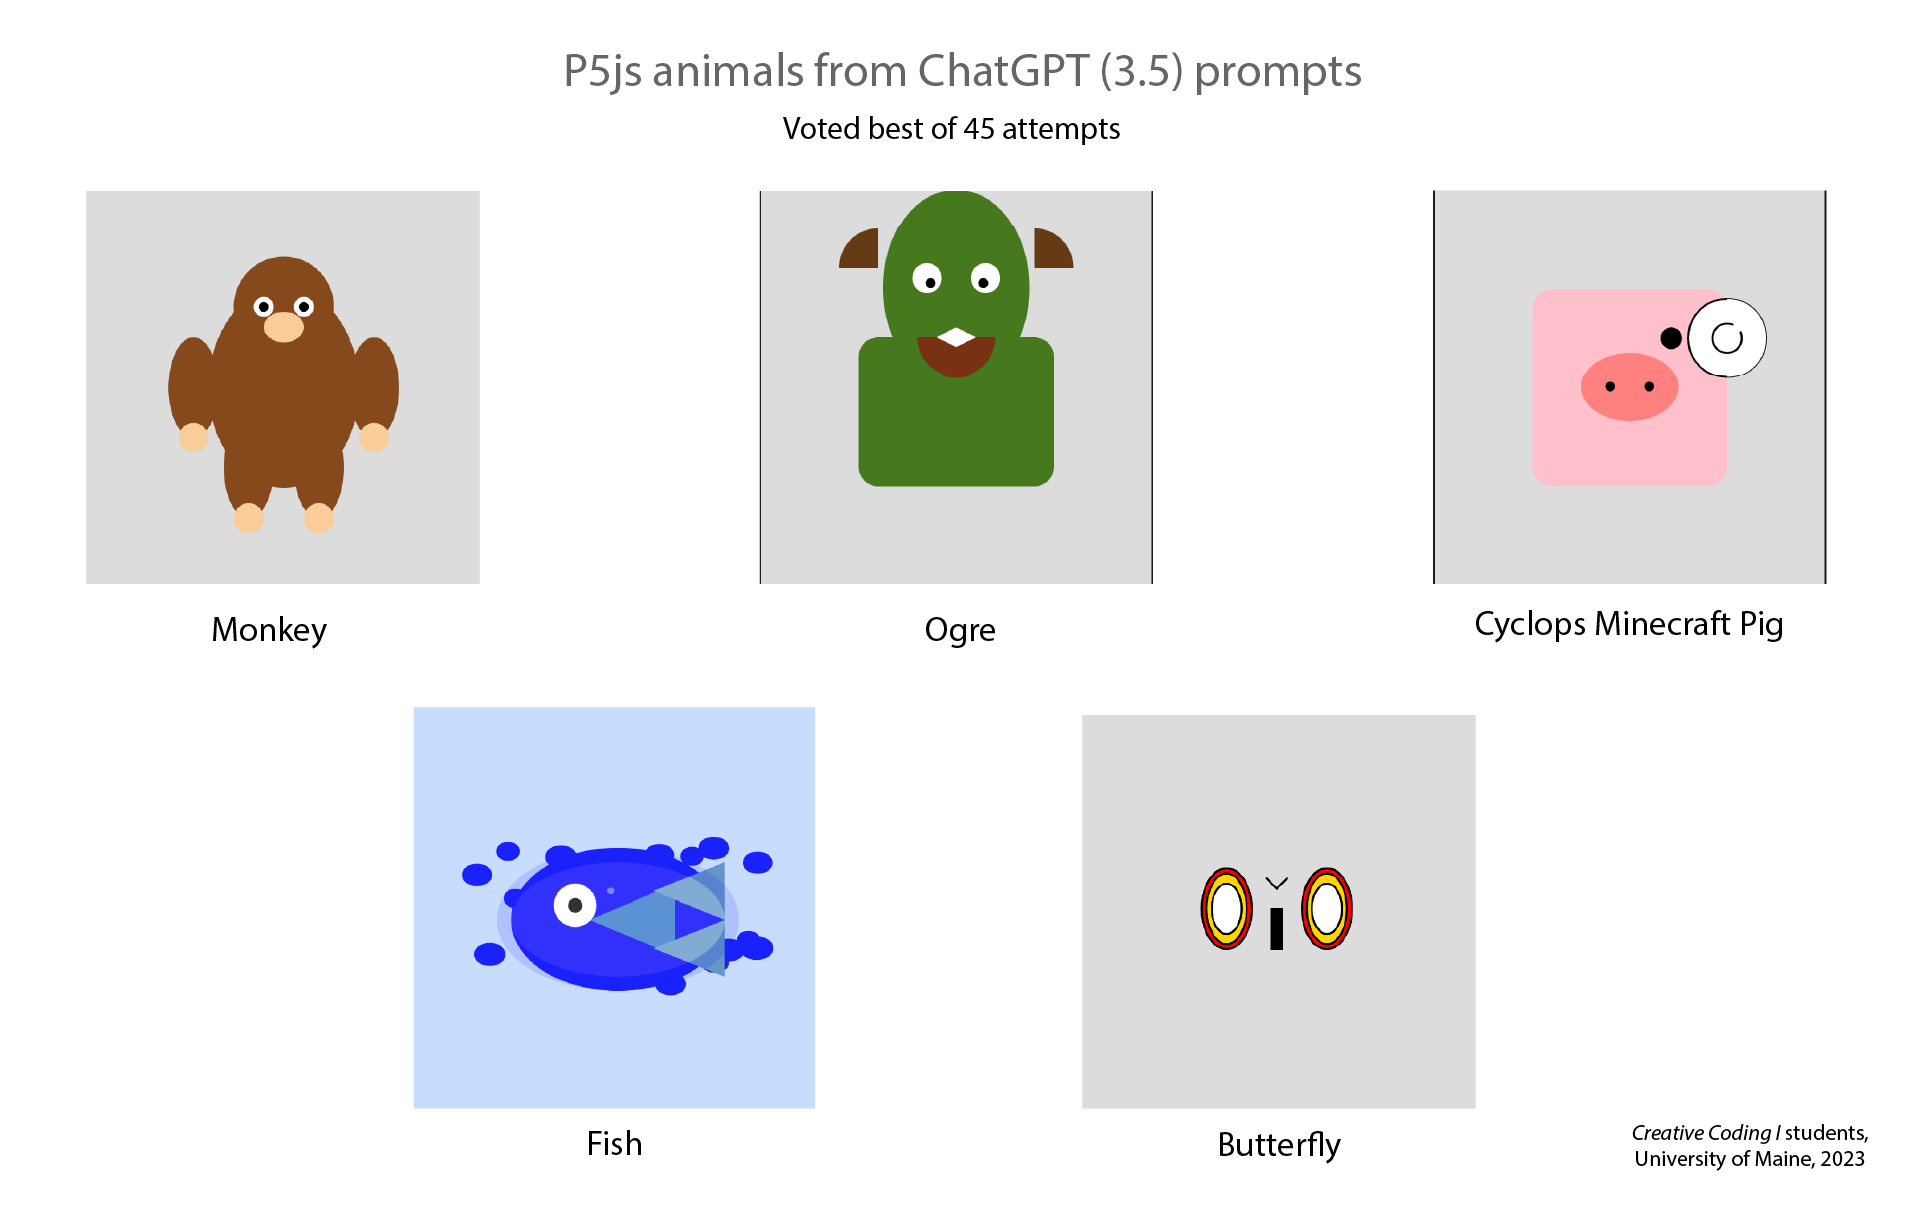 P5js animals from ChatGPT (3.5) prompts
Voted best of 45 attempts
Monkey
Ogre
Cyclops Minecraft Pig
Fish
Butterfly
Creative Coding I students,
University of Maine, 2023